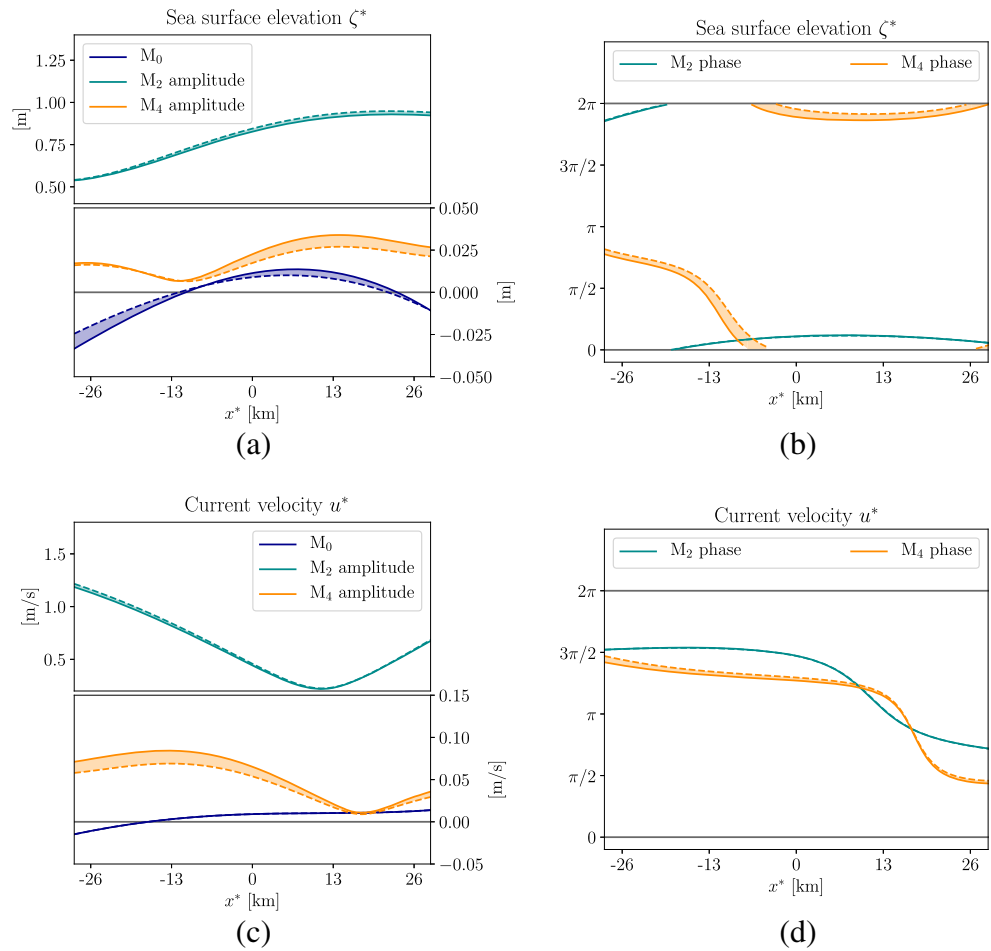 Sea surface elevation ζ*
M₀
M₂ amplitude
M₄ amplitude
[m]
1.25
1.00
0.75
0.50
0.050
0.025
0.000
−0.025
−0.050
[m]
-26 -13 0 13 26
x* [km]
(a)
Sea surface elevation ζ*
M₂ phase M₄ phase
2π
3π/2
π
π/2
0
-26 -13 0 13 26
x* [km]
(b)
Current velocity u*
M₀
M₂ amplitude
M₄ amplitude
[m/s]
1.5
1.0
0.5
0.15
0.10
0.05
0.00
−0.05
[m/s]
-26 -13 0 13 26
x* [km]
(c)
Current velocity u*
M₂ phase M₄ phase
2π
3π/2
π
π/2
0
-26 -13 0 13 26
x* [km]
(d)